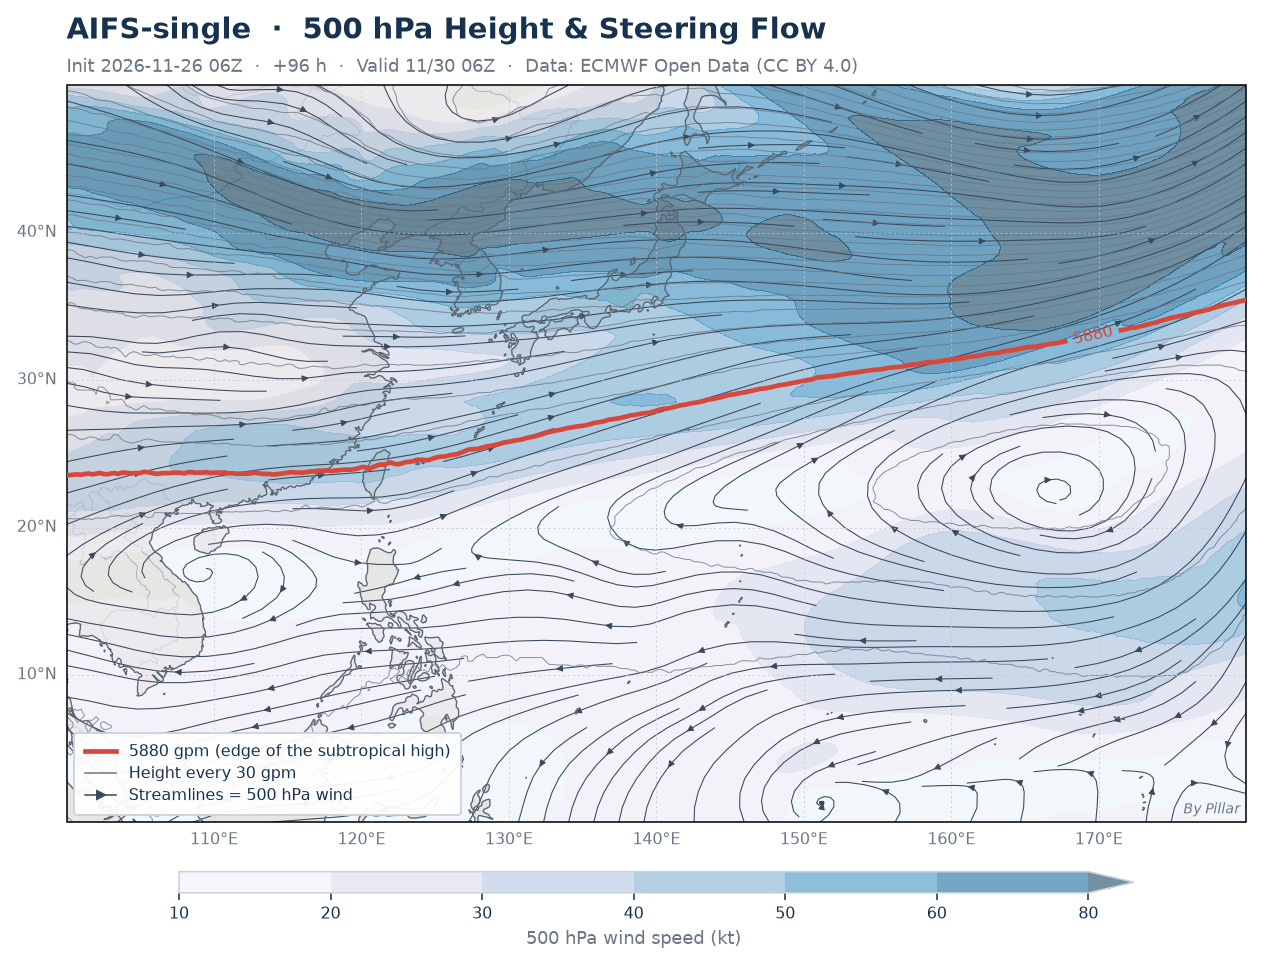 AIFS-single · 500 hPa Height & Steering Flow
Init 2026-11-26 06Z · +96 h · Valid 11/30 06Z · Data: ECMWF Open Data (CC BY 4.0)
40°N
5880
30°N
20°N
10°N
5880 gpm (edge of the subtropical high)
Height every 30 gpm
Streamlines = 500 hPa wind
By Pillar
110°E 120°E 130°E 140°E 150°E 160°E 170°E
10 20 30 40 50 60 80
500 hPa wind speed (kt)